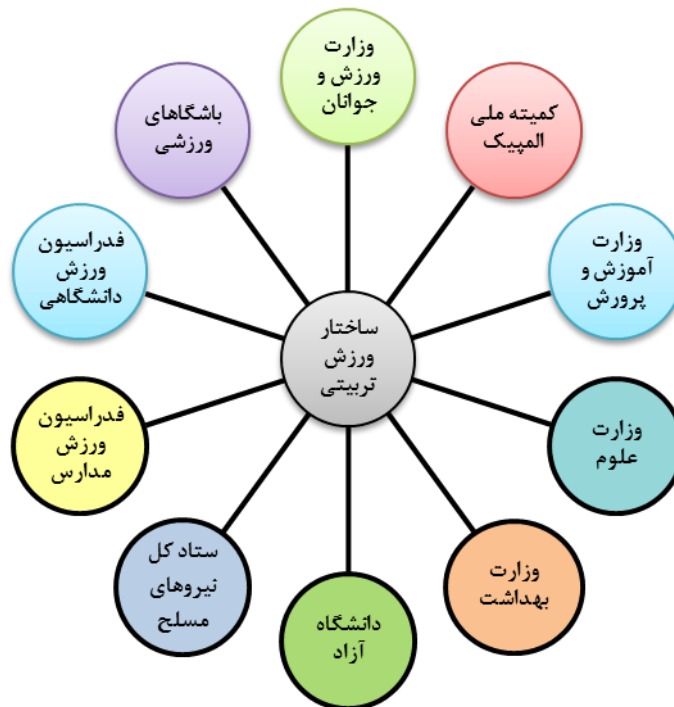 وزارت
ورزش و
جوانان
کمیته ملی
المپیک
وزارت
آموزش و
پرورش
وزارت
علوم
وزارت
بهداشت
دانشگاه
آزاد
ستاد کل
نیروهای
مسلح
فدراسیون
ورزش
مدارس
فدراسیون
ورزش
دانشگاهی
باشگاهای
ورزشی
ساختار
ورزش
تربیتی